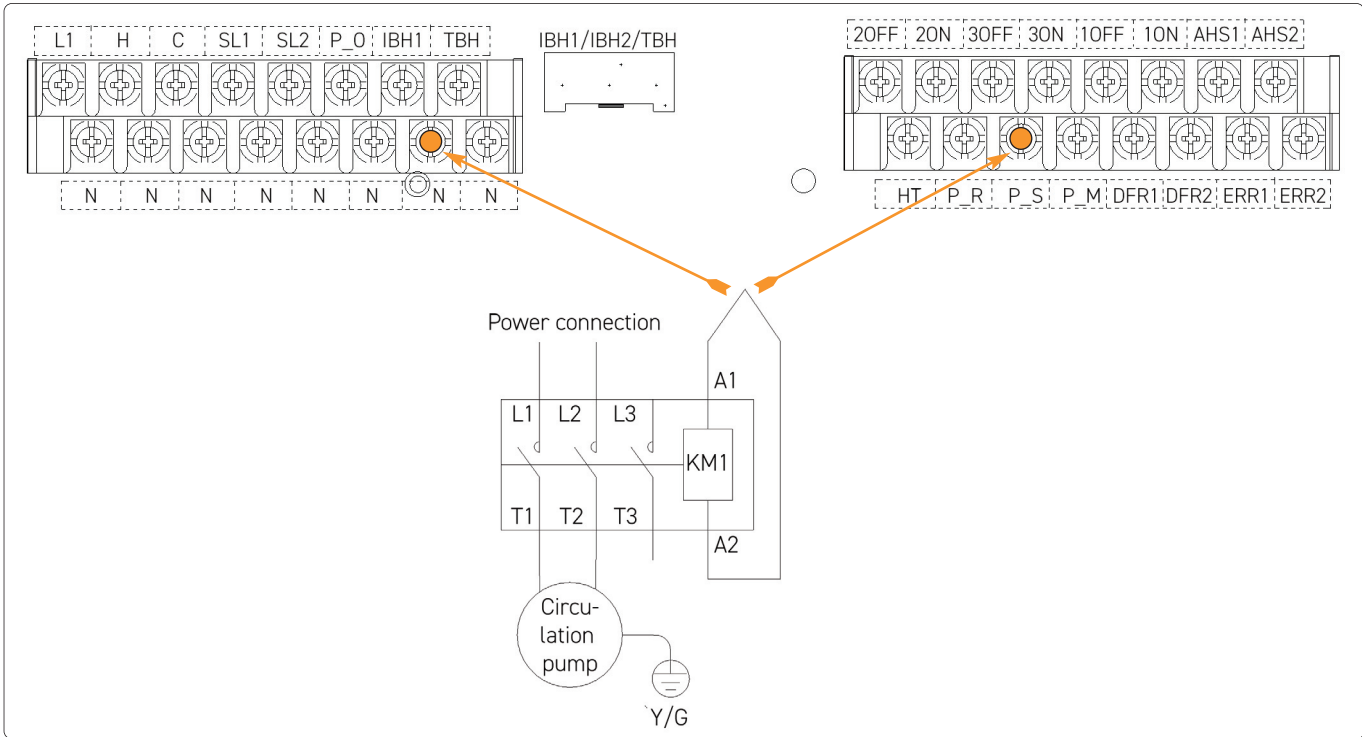 L1 H C SL1 SL2 P_O IBH1 TBH
IBH1/IBH2/TBH
2OFF 2ON 3OFF 3ON 1OFF 1ON AHS1 AHS2
N N N N N N N N
HT P_R P_S P_M DFR1 DFR2 ERR1 ERR2
Power connection
A1
L1 L2 L3
KM1
T1 T2 T3
A2
Circu-
lation
pump
`Y/G